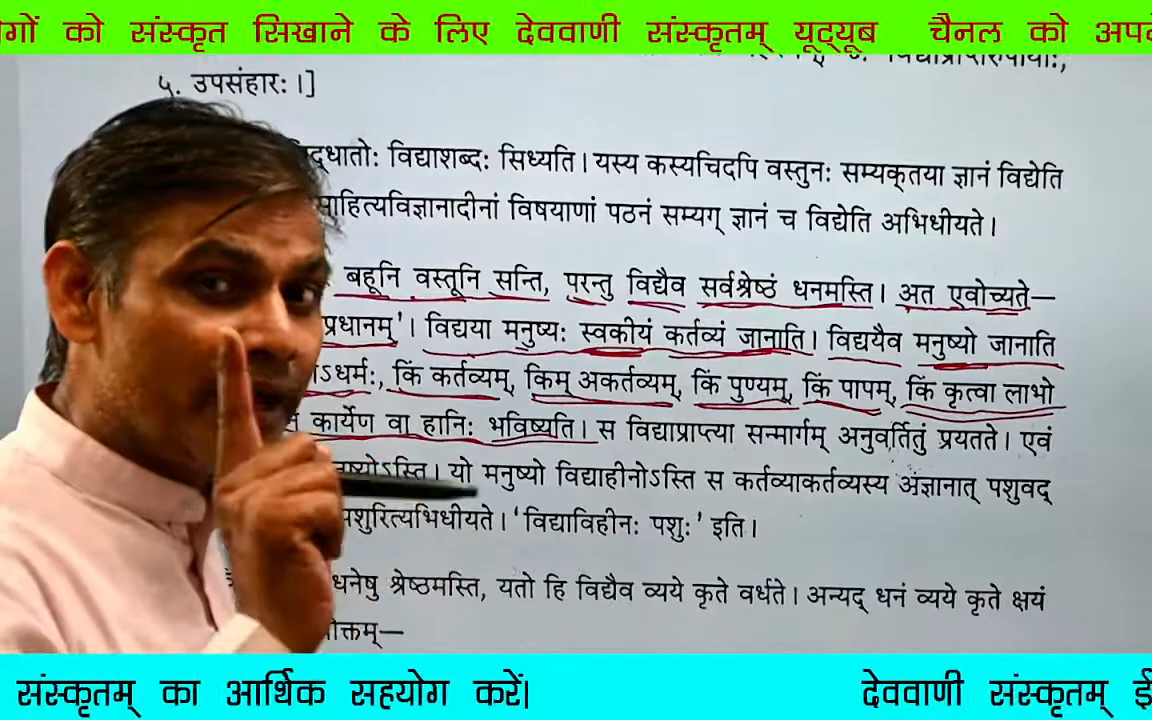 को संस्कृत सिखाने के लिए देववाणी संस्कृतम् यूट्यूब चैनल को
५. उपसंहारः ।]
विद्याशब्दः सिध्यति । यस्य कस्यचिदपि वस्तुनः सम्यक्तया ज्ञानं विद्येति
साहित्यविज्ञानादीनां विषयाणां पठनं सम्यग् ज्ञानं च विद्येति अभिधीयते ।
बहूनि वस्तूनि सन्ति, परन्तु विद्यैव सर्वश्रेष्ठं धनमस्ति । अत एवोच्यते—
प्रधानम्' । विद्यया मनुष्यः स्वकीयं कर्तव्यं जानाति । विद्ययैव मनुष्यो जानाति
ऽधर्मः, किं कर्तव्यम्, किम् अकर्तव्यम्, किं पुण्यम्, किं पापम्, किं कृत्वा लाभो
कार्येण वा हानिः भविष्यति । स विद्याप्राप्त्या सन्मार्गम् अनुवर्तितुं प्रयतते । एवं
यो मनुष्यो विद्याहीनोऽस्ति स कर्तव्याकर्तव्यस्य अज्ञानात् पशुवद्
पशुरित्यभिधीयते । 'विद्याविहीनः पशुः' इति ।
धनेषु श्रेष्ठमस्ति, यतो हि विद्यैव व्यये कृते वर्धते । अन्यद् धनं व्यये कृते क्षयं
संस्कृतम् का आर्थिक सहयोग करें। देववाणी संस्कृतम्